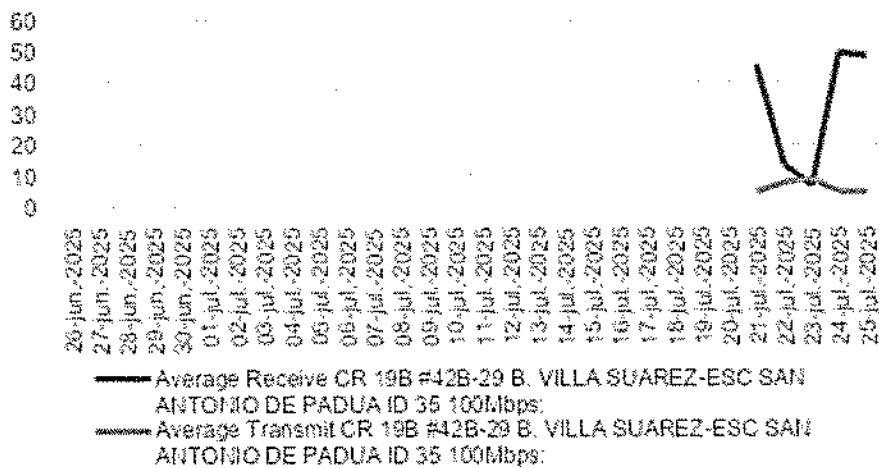 60
50
40
30
20
10
0
26-jun.-2025
27-jun.-2025
28-jun.-2025
29-jun.-2025
30-jun.-2025
01-jul.-2025
02-jul.-2025
03-jul.-2025
04-jul.-2025
05-jul.-2025
06-jul.-2025
07-jul.-2025
08-jul.-2025
09-jul.-2025
10-jul.-2025
11-jul.-2025
12-jul.-2025
13-jul.-2025
14-jul.-2025
15-jul.-2025
16-jul.-2025
17-jul.-2025
18-jul.-2025
19-jul.-2025
20-jul.-2025
21-jul.-2025
22-jul.-2025
23-jul.-2025
24-jul.-2025
25-jul.-2025
Average Receive CR 19B #42B-29 B. VILLA SUAREZ-ESC SAN
ANTONIO DE PADUA ID 35 100Mbps:
Average Transmit CR 19B #42B-29 B. VILLA SUAREZ-ESC SAN
ANTONIO DE PADUA ID 35 100Mbps: